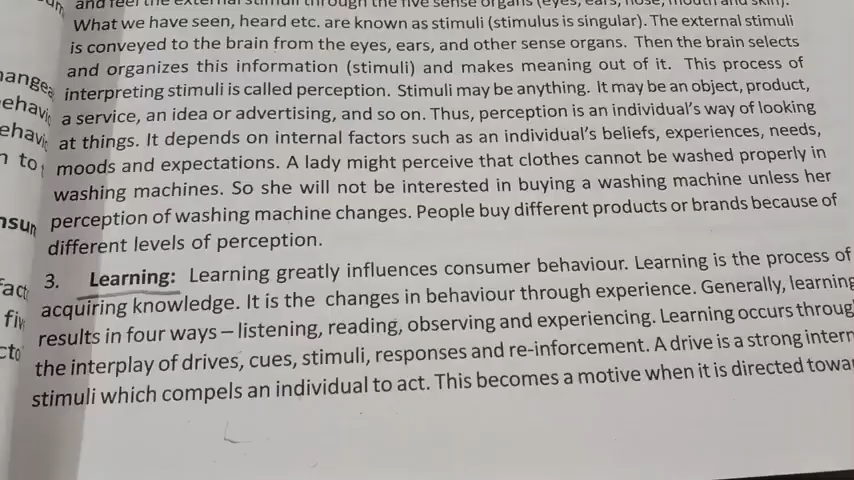 and feel the external stimuli through the five sense organs (eyes, ears, nose, mouth and skin).
What we have seen, heard etc. are known as stimuli (stimulus is singular). The external stimuli
is conveyed to the brain from the eyes, ears, and other sense organs. Then the brain selects
and organizes this information (stimuli) and makes meaning out of it. This process of
interpreting stimuli is called perception. Stimuli may be anything. It may be an object, product,
a service, an idea or advertising, and so on. Thus, perception is an individual's way of looking
at things. It depends on internal factors such as an individual's beliefs, experiences, needs,
moods and expectations. A lady might perceive that clothes cannot be washed properly in
washing machines. So she will not be interested in buying a washing machine unless her
perception of washing machine changes. People buy different products or brands because of
different levels of perception.
3. Learning: Learning greatly influences consumer behaviour. Learning is the process of
acquiring knowledge. It is the changes in behaviour through experience. Generally, learning
results in four ways – listening, reading, observing and experiencing. Learning occurs throug
the interplay of drives, cues, stimuli, responses and re-inforcement. A drive is a strong intern
stimuli which compels an individual to act. This becomes a motive when it is directed towa